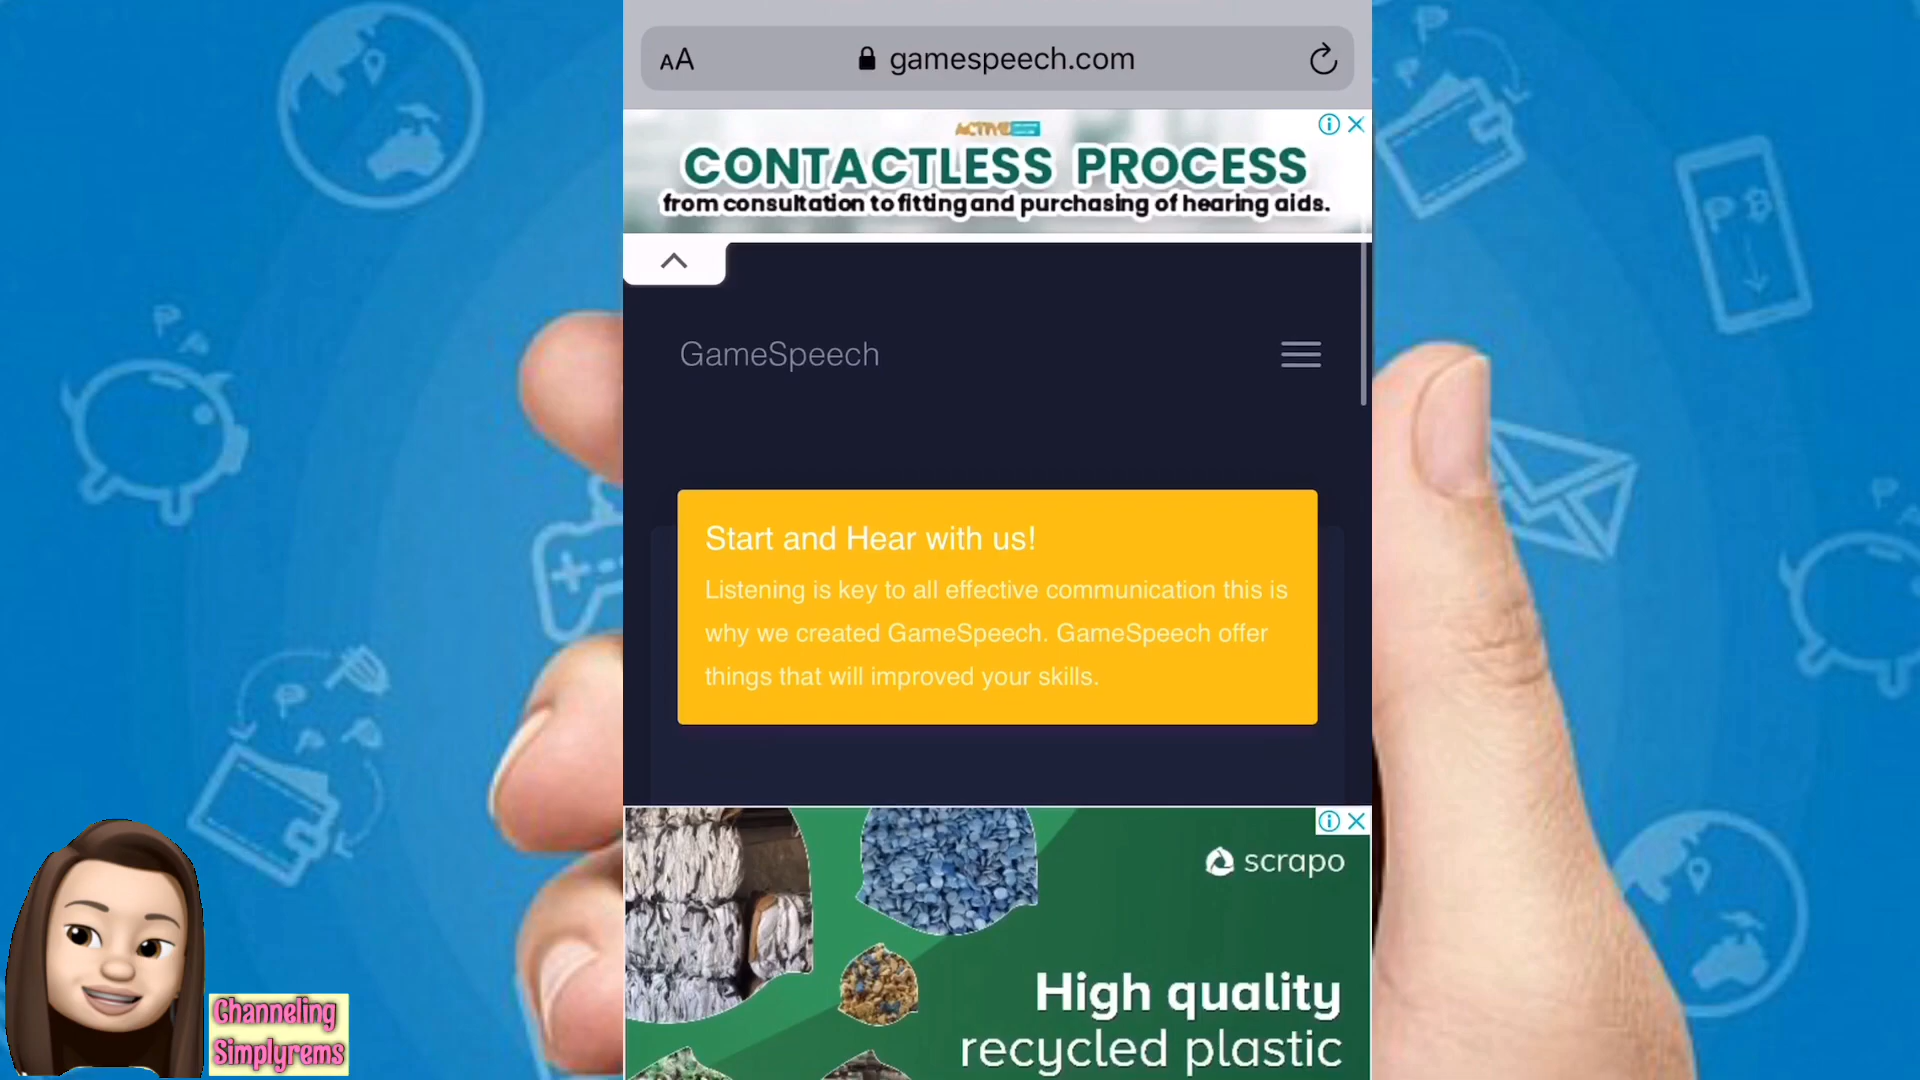 AA gamespeech.com
ACTIVE
CONTACTLESS PROCESS
from consultation to fitting and purchasing of hearing aids.
GameSpeech
Start and Hear with us!
Listening is key to all effective communication this is
why we created GameSpeech. GameSpeech offer
things that will improved your skills.
scrapo
High quality
recycled plastic
Channeling
Simplyrems